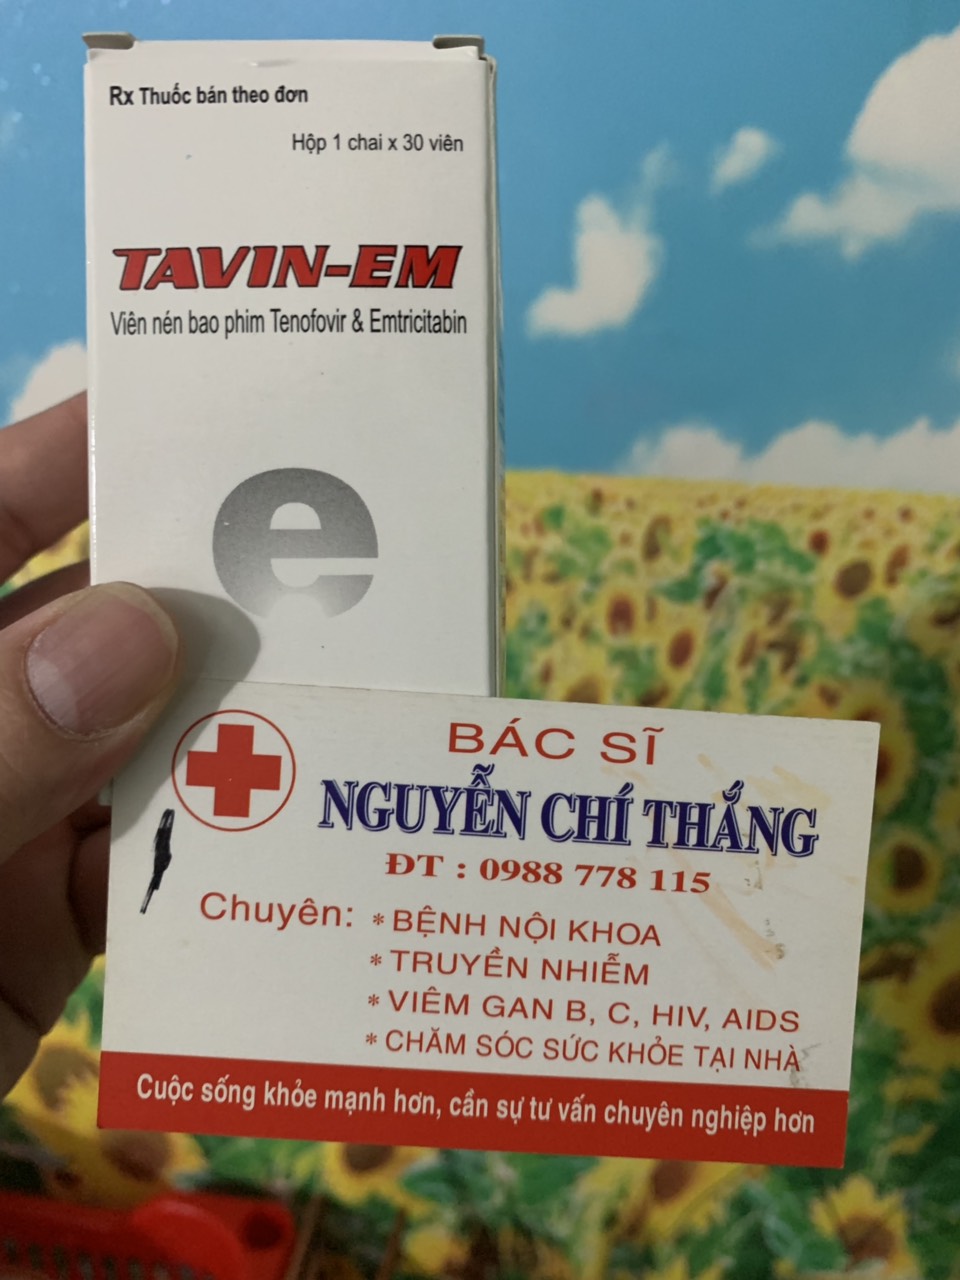 Rx Thuốc bán theo đơn
Hộp 1 chai x 30 viên
TAVIN-EM
Viên nén bao phim Tenofovir & Emtricitabin
e
BÁC SĨ
NGUYỄN CHÍ THẮNG
ĐT : 0988 778 115
Chuyên: * BỆNH NỘI KHOA
* TRUYỀN NHIỄM
* VIÊM GAN B, C, HIV, AIDS
* CHĂM SÓC SỨC KHỎE TẠI NHÀ
Cuộc sống khỏe mạnh hơn, cần sự tư vấn chuyên nghiệp hơn